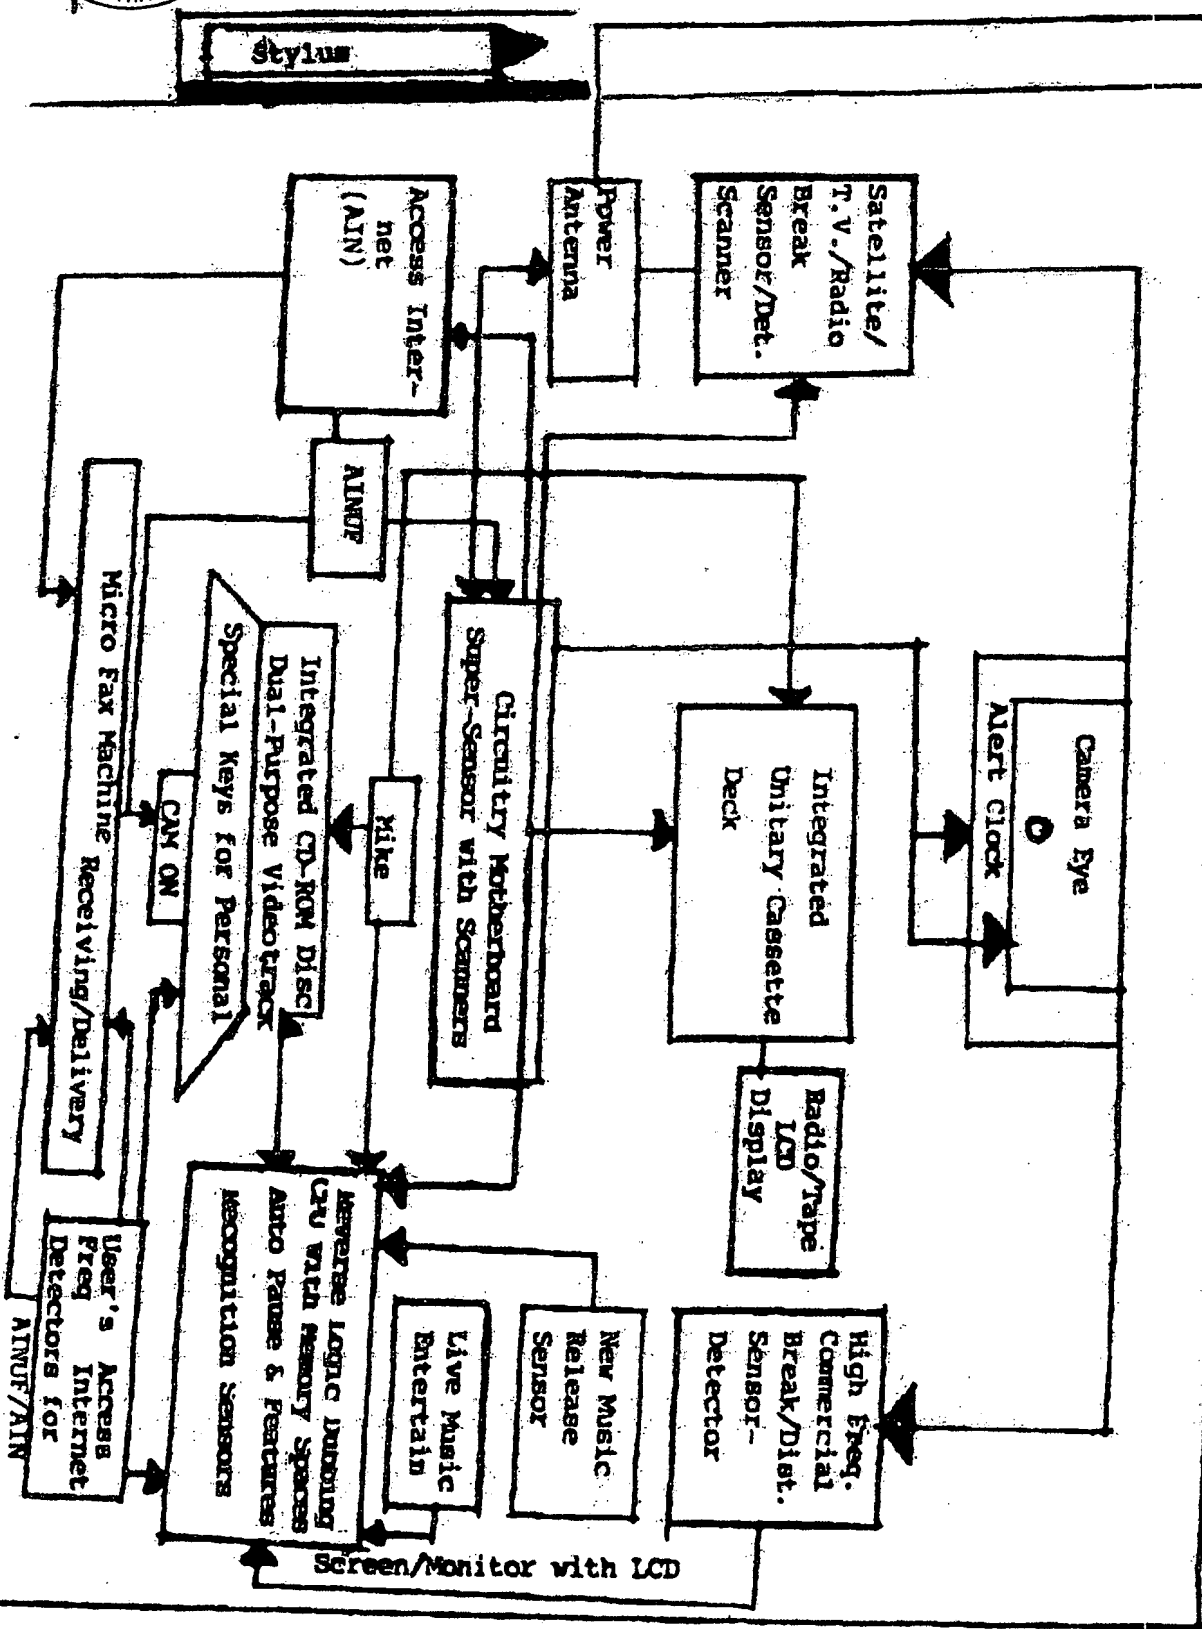 Stylus
Camera Eye
Alert Clock
Satellite/
T.V./Radio
Break
Sensor/Det.
Scanner
Power
Antenna
Access Inter-
net
(AIN)
AINUF
Integrated
Unitary Cassette
Deck
Radio/Tape
LCD
Display
High Freq.
Commercial
Break/Dist.
Sensor-
Detector
New Music
Release
Sensor
Live Music
Entertain
Circuitry Motherboard
Super-Sensor with Scanners
Mike
Integrated CD-ROM Disc
Dual-Purpose Videotrack
Special Keys for Personal
CAM ON
Micro Fax Machine Receiving/Delivery
Reverse Logic Dubbing
CPU with Memory Spaces
Auto Pause & Features
Recognition Sensors
User's Access
Freq Internet
Detectors for
AINUF/AIN
Screen/Monitor with LCD